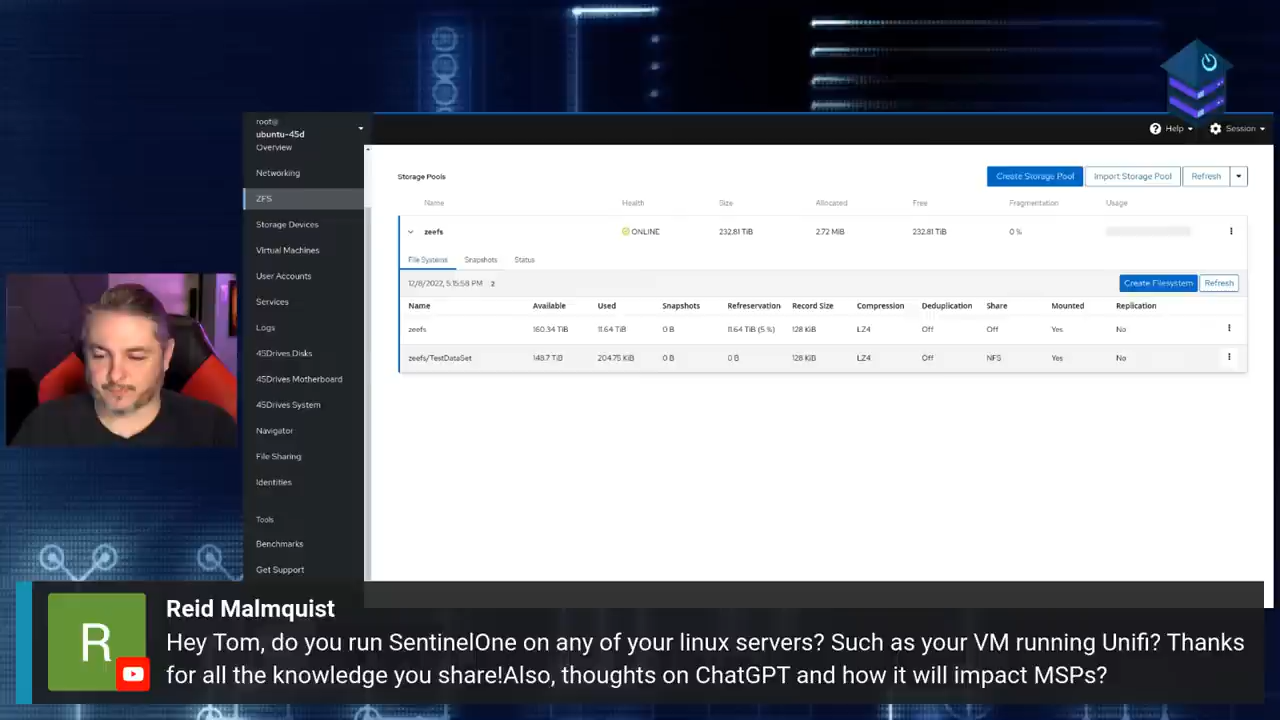 root@
ubuntu-45d
Help
Session
Overview
Networking
ZFS
Storage Devices
Virtual Machines
User Accounts
Services
Logs
45Drives Disks
45Drives Motherboard
45Drives System
Navigator
File Sharing
Identities
Tools
Benchmarks
Get Support
Storage Pools
Create Storage Pool Import Storage Pool Refresh
Name Health Size Allocated Free Fragmentation Usage
zeefs ONLINE 232.81 TiB 2.72 MiB 232.81 TiB 0 %
File Systems Snapshots Status
12/8/2022, 5:15:58 PM 2 Create Filesystem Refresh
Name Available Used Snapshots Refreservation Record Size Compression Deduplication Share Mounted Replication
zeefs 160.34 TiB 11.64 TiB 0 B 11.64 TiB (5 %) 128 KiB LZ4 Off Off Yes No
zeefs/TestDataSet 148.7 TiB 204.75 KiB 0 B 0 B 128 KiB LZ4 Off NFS Yes No
R
Reid Malmquist
Hey Tom, do you run SentinelOne on any of your linux servers? Such as your VM running Unifi? Thanks
for all the knowledge you share!Also, thoughts on ChatGPT and how it will impact MSPs?